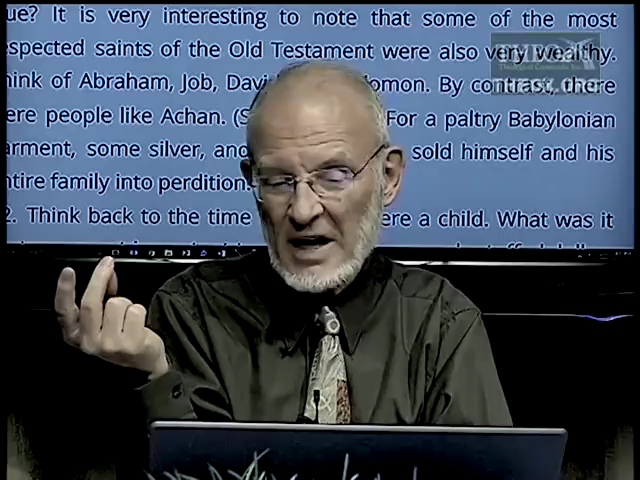 ue? It is very interesting to note that some of the most
spected saints of the Old Testament were also very wealthy.
hink of Abraham, Job, Davi omon. By contrast, there
ere people like Achan. (S For a paltry Babylonian
arment, some silver, and sold himself and his
ntire family into perdition.
2. Think back to the time ere a child. What was it